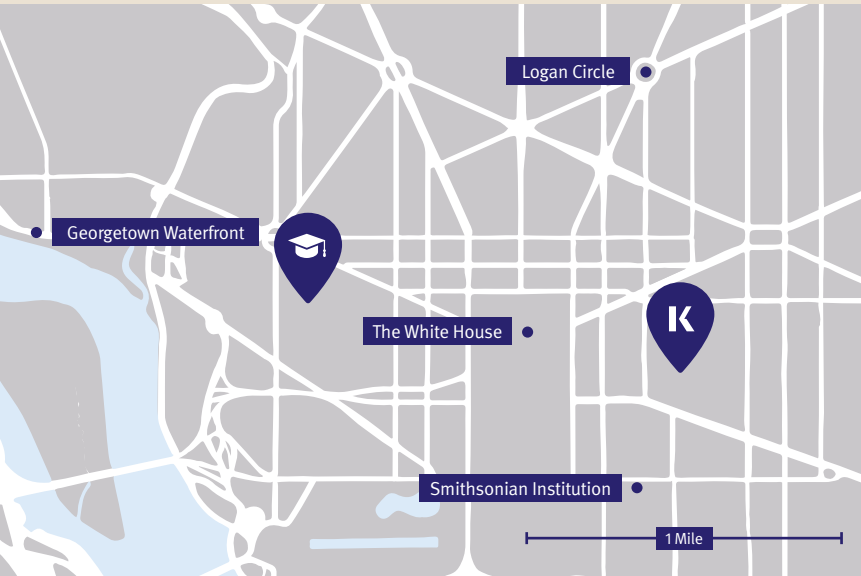 Logan Circle
Georgetown Waterfront
K
The White House
Smithsonian Institution
1 Mile